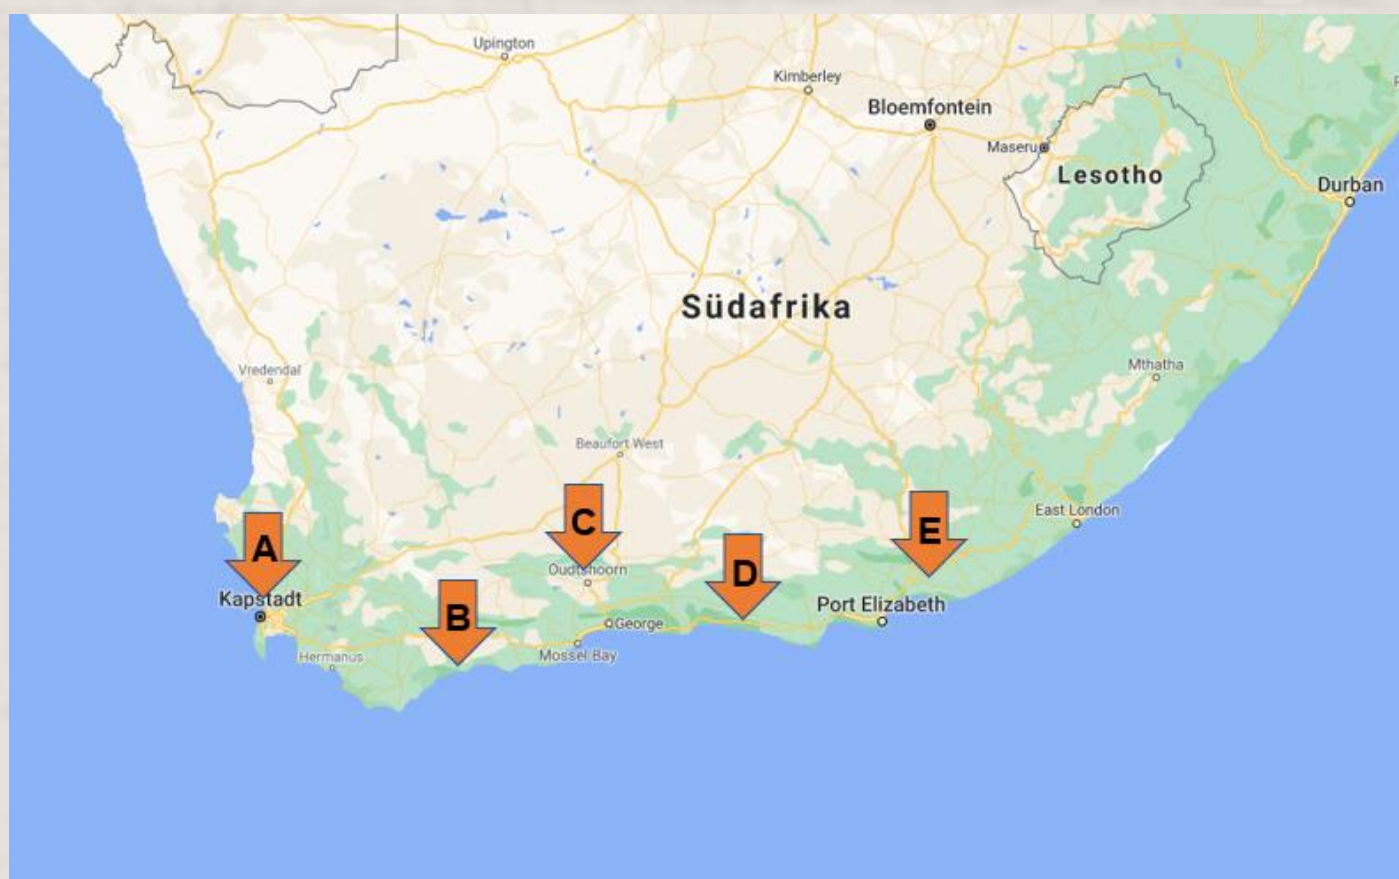 Upington
Kimberley
Bloemfontein
Maseru
Lesotho
Durban
Südafrika
Vredendal
Mthatha
Beaufort West
East London
C
E
A
D
Oudtshoorn
Kapstadt
B
Port Elizabeth
George
Hermanus
Mossel Bay